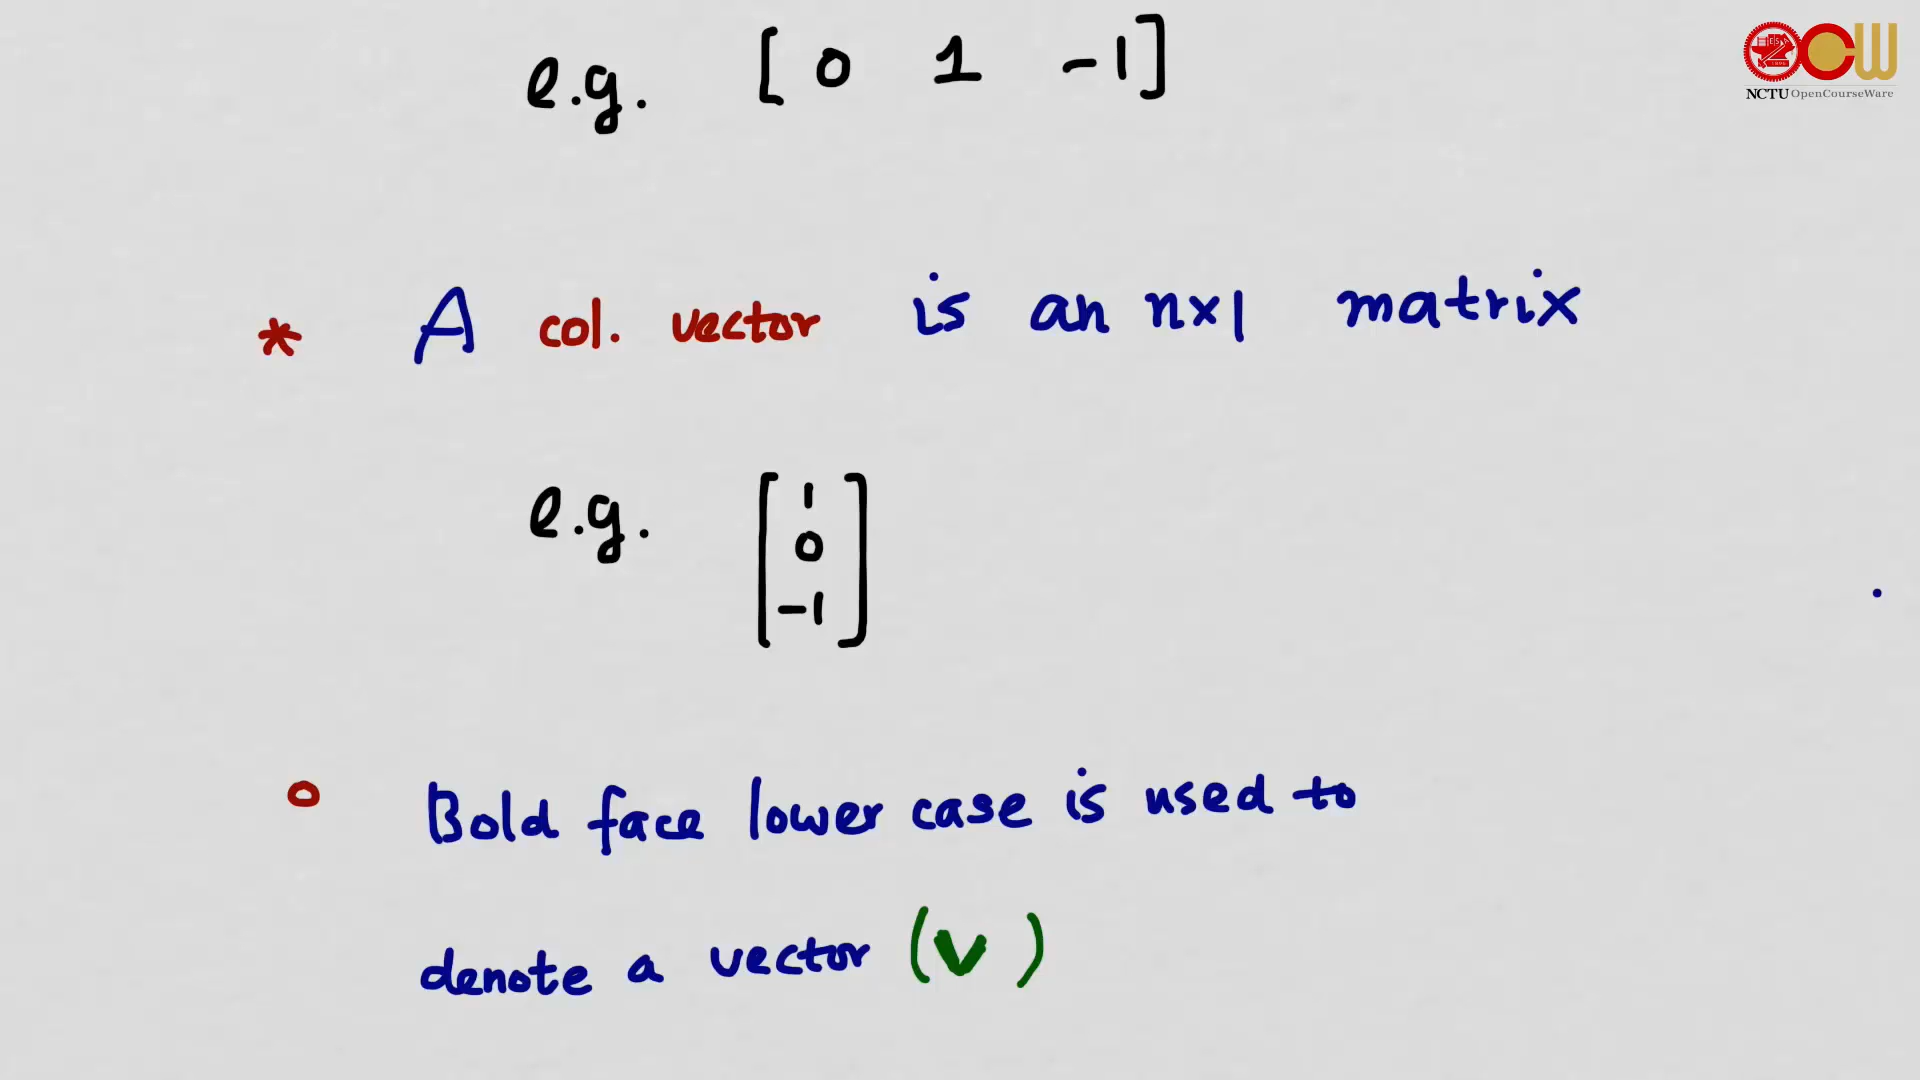 e.g. [ 0 1 -1 ]
NCTU OpenCourseWare
* A col. vector is an n×1 matrix
e.g. [ 1
0
-1 ]
Bold face lower case is used to
denote a vector (v)